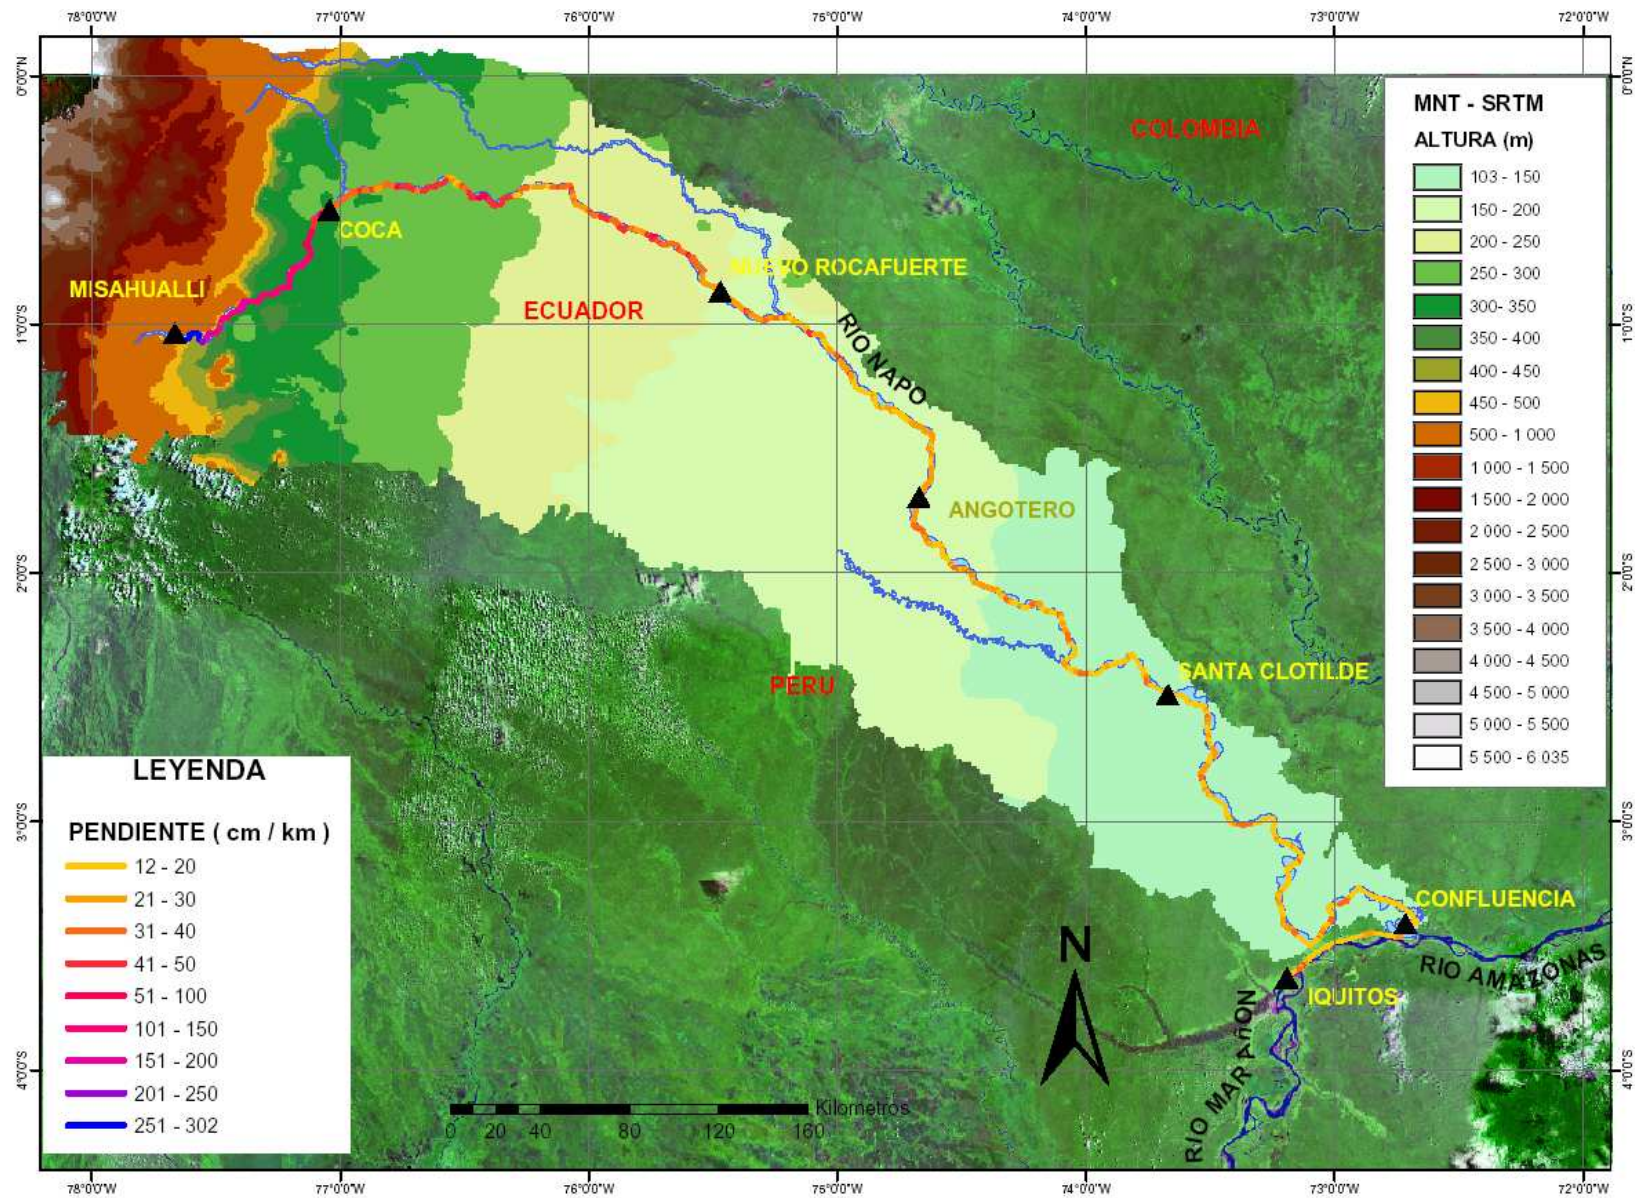 78°0'0"W 77°0'0"W 76°0'0"W 75°0'0"W 74°0'0"W 73°0'0"W 72°0'0"W
0°0'0"N 0°0'0"N
MNT - SRTM
ALTURA (m)
103 - 150
150 - 200
200 - 250
250 - 300
300- 350
350 - 400
400 - 450
450 - 500
500 - 1 000
1 000 - 1 500
1 500 - 2 000
2 000 - 2 500
2 500 - 3 000
3 000 - 3 500
3 500 - 4 000
4 000 - 4 500
4 500 - 5 000
5 000 - 5 500
5 500 - 6 035
COLOMBIA
COCA
NUEVO ROCAFUERTE
MISAHUALLI
ECUADOR
RIO NAPO
1°0'0"S 1°0'0"S
ANGOTERO
2°0'0"S 2°0'0"S
SANTA CLOTILDE
PERU
LEYENDA
PENDIENTE ( cm / km )
12 - 20
21 - 30
31 - 40
41 - 50
51 - 100
101 - 150
151 - 200
201 - 250
251 - 302
3°0'0"S 3°0'0"S
CONFLUENCIA
N
RIO AMAZONAS
IQUITOS
RIO MARAñON
4°0'0"S 4°0'0"S
Kilometros
0 20 40 80 120 160
78°0'0"W 77°0'0"W 76°0'0"W 75°0'0"W 74°0'0"W 73°0'0"W 72°0'0"W